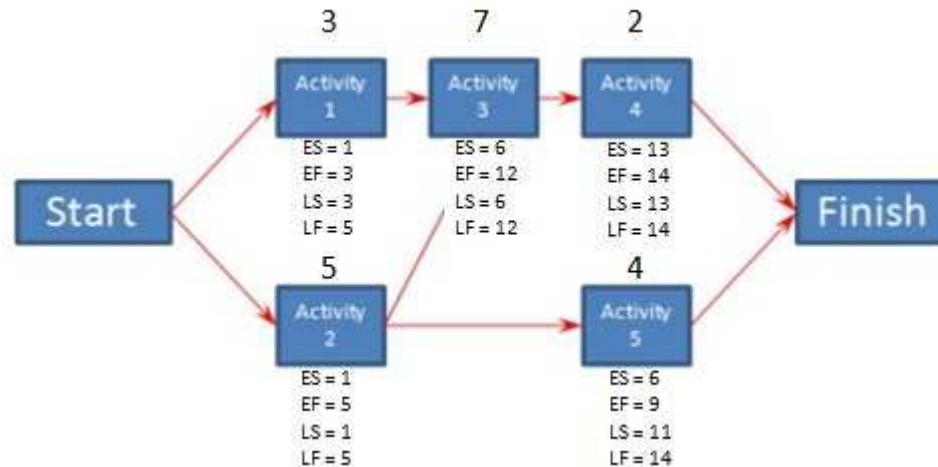 3
7
2
Activity
1
Activity
3
Activity
4
ES = 1
EF = 3
LS = 3
LF = 5
ES = 6
EF = 12
LS = 6
LF = 12
ES = 13
EF = 14
LS = 13
LF = 14
Start
Finish
5
4
Activity
2
Activity
5
ES = 1
EF = 5
LS = 1
LF = 5
ES = 6
EF = 9
LS = 11
LF = 14